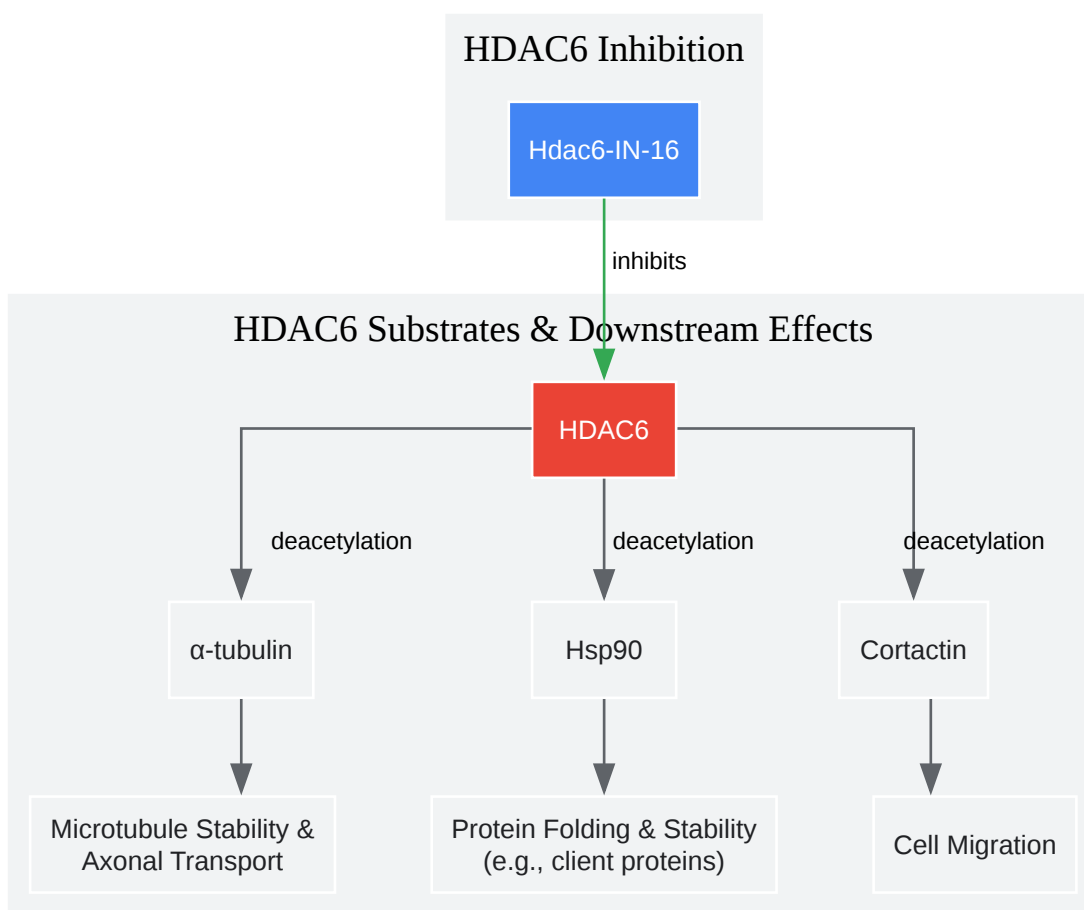 HDAC6 Inhibition
Hdac6-IN-16
inhibits
HDAC6 Substrates & Downstream Effects
HDAC6
deacetylation
deacetylation
deacetylation
α-tubulin
Hsp90
Cortactin
Microtubule Stability &
Axonal Transport
Protein Folding & Stability
(e.g., client proteins)
Cell Migration